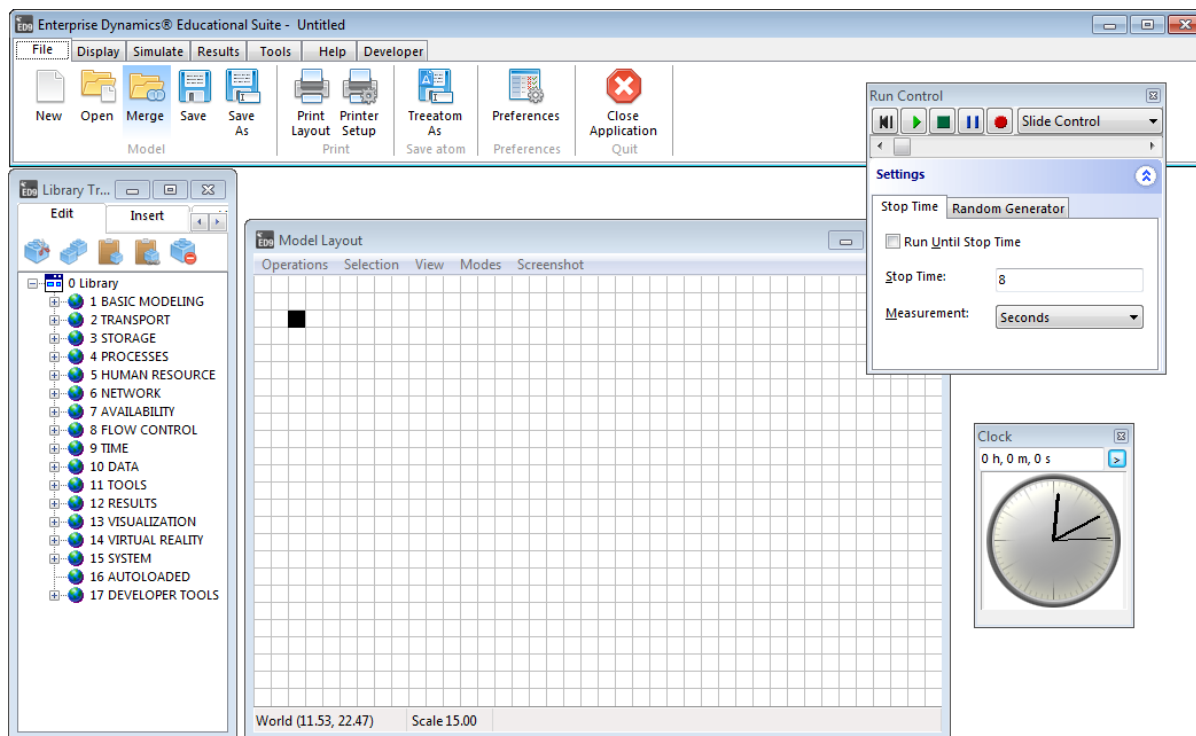 Enterprise Dynamics® Educational Suite - Untitled
File Display Simulate Results Tools Help Developer
New Open Merge Save Save As Print Layout Printer Setup Treeatom As Preferences Close Application
Model Print Save atom Preferences Quit
Run Control
Slide Control
Settings
Stop Time Random Generator
Run Until Stop Time
Stop Time: 8
Measurement: Seconds
Library Tr...
Edit Insert
0 Library
1 BASIC MODELING
2 TRANSPORT
3 STORAGE
4 PROCESSES
5 HUMAN RESOURCE
6 NETWORK
7 AVAILABILITY
8 FLOW CONTROL
9 TIME
10 DATA
11 TOOLS
12 RESULTS
13 VISUALIZATION
14 VIRTUAL REALITY
15 SYSTEM
16 AUTOLOADED
17 DEVELOPER TOOLS
Model Layout
Operations Selection View Modes Screenshot
World (11.53, 22.47) Scale 15.00
Clock
0 h, 0 m, 0 s